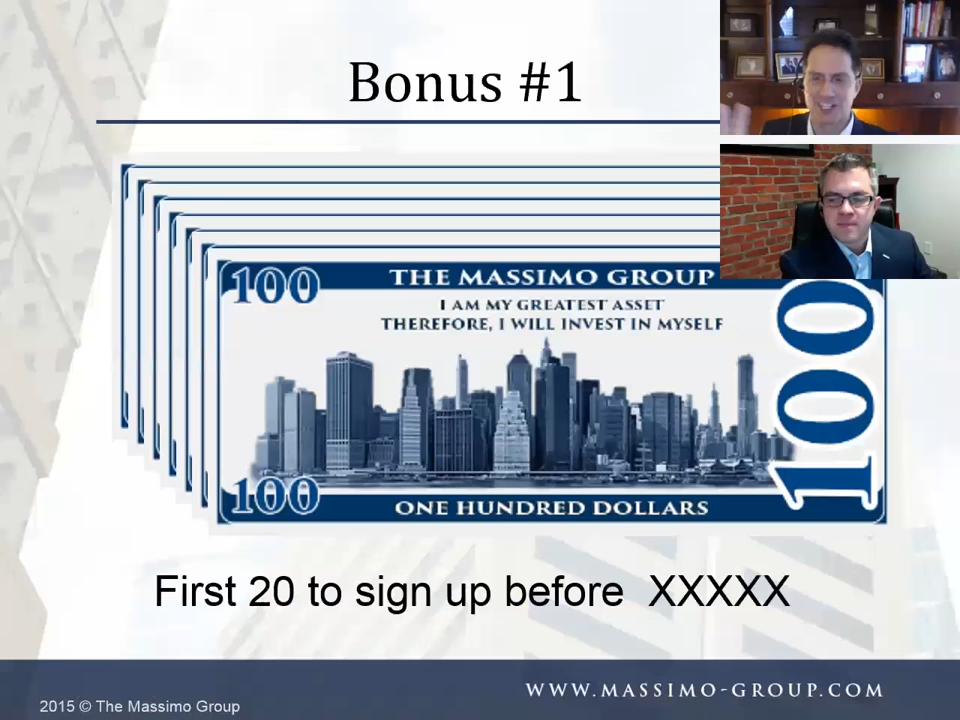 Bonus #1
100
THE MASSIMO GROUP
I AM MY GREATEST ASSET
THEREFORE, I WILL INVEST IN MYSELF
100
100
ONE HUNDRED DOLLARS
First 20 to sign up before XXXXX
WWW.MASSIMO-GROUP.COM
2015 © The Massimo Group